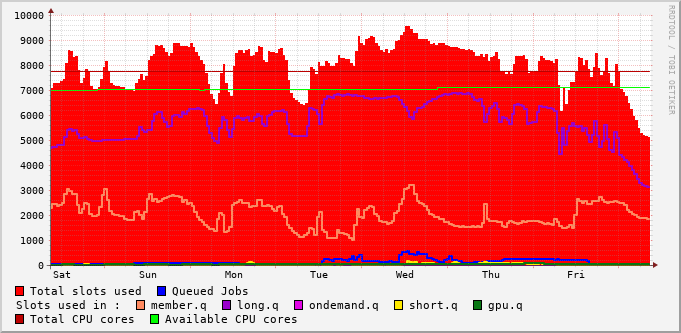 10000
9000
8000
7000
6000
5000
4000
3000
2000
1000
0
Sat Sun Mon Tue Wed Thu Fri
Total slots used Queued Jobs
Slots used in : member.q long.q ondemand.q short.q gpu.q
Total CPU cores Available CPU cores
RRDTOOL / TOBI OETIKER